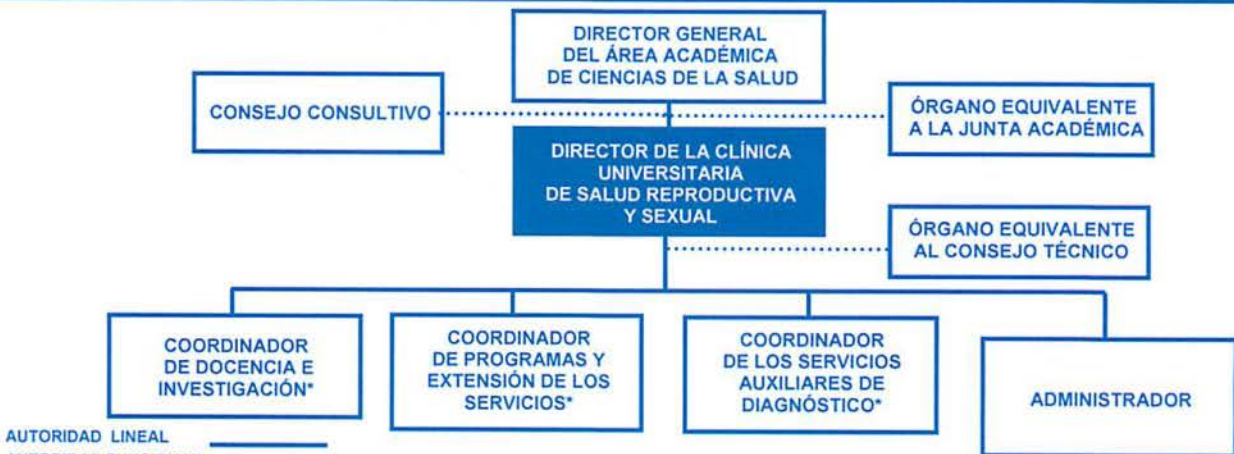 DIRECTOR GENERAL
DEL ÁREA ACADÉMICA
DE CIENCIAS DE LA SALUD
CONSEJO CONSULTIVO
ÓRGANO EQUIVALENTE
A LA JUNTA ACADÉMICA
DIRECTOR DE LA CLÍNICA
UNIVERSITARIA
DE SALUD REPRODUCTIVA
Y SEXUAL
ÓRGANO EQUIVALENTE
AL CONSEJO TÉCNICO
COORDINADOR
DE DOCENCIA E
INVESTIGACIÓN*
COORDINADOR
DE PROGRAMAS Y
EXTENSIÓN DE LOS
SERVICIOS*
COORDINADOR
DE LOS SERVICIOS
AUXILIARES DE
DIAGNÓSTICO*
ADMINISTRADOR
AUTORIDAD LINEAL